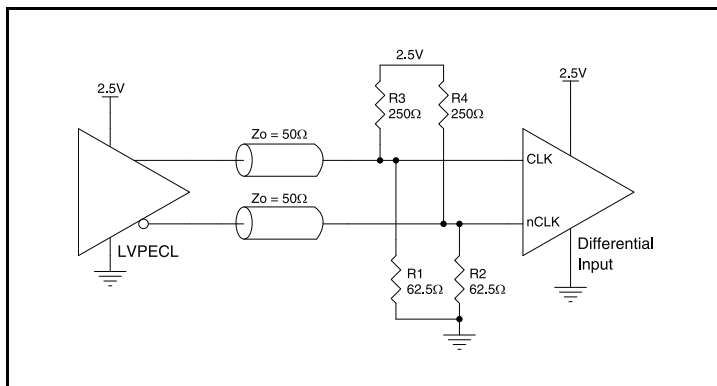 2.5V
2.5V
2.5V
R3
250Ω
R4
250Ω
Zo = 50Ω
CLK
Zo = 50Ω
nCLK
LVPECL
Differential
Input
R1
62.5Ω
R2
62.5Ω